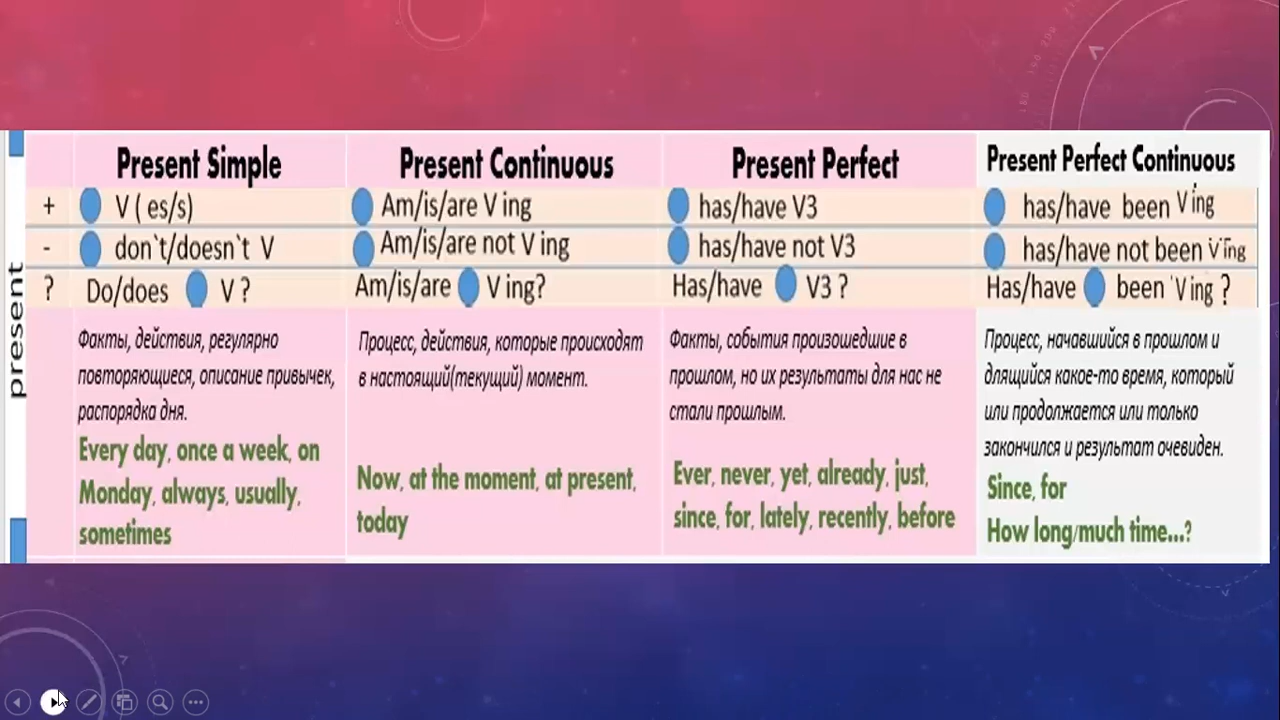 present
Present Simple
Present Continuous
Present Perfect
Present Perfect Continuous
+
V ( es/s)
Am/is/are V ing
has/have V3
has/have been V ing
-
don`t/doesn`t V
Am/is/are not V ing
has/have not V3
has/have not been V ing
?
Do/does V ?
Am/is/are V ing?
Has/have V3 ?
Has/have been V ing ?
Факты, действия, регулярно
повторяющиеся, описание привычек,
распорядка дня.
Every day, once a week, on
Monday, always, usually,
sometimes
Процесс, действия, которые происходят
в настоящий(текущий) момент.
Now, at the moment, at present,
today
Факты, события произошедшие в
прошлом, но их результаты для нас не
стали прошлым.
Ever, never, yet, already, just,
since, for, lately, recently, before
Процесс, начавшийся в прошлом и
длящийся какое-то время, который
или продолжается или только
закончился и результат очевиден.
Since, for
How long/much time...?